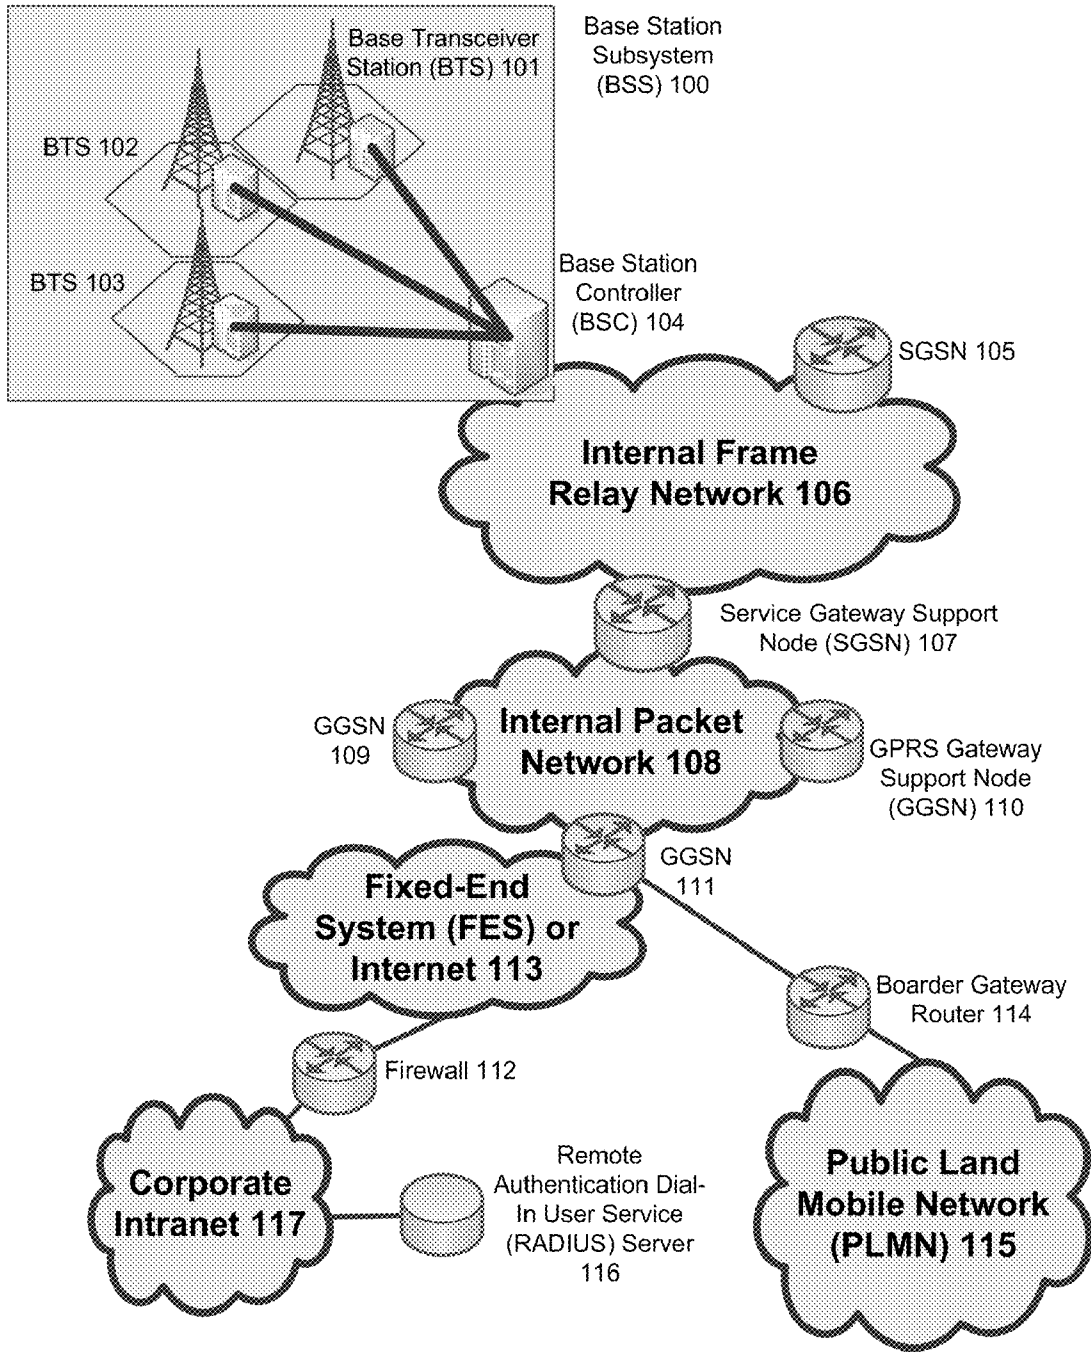 Base Transceiver
Station (BTS) 101
Base Station
Subsystem
(BSS) 100
BTS 102
BTS 103
Base Station
Controller
(BSC) 104
SGSN 105
Internal Frame
Relay Network 106
Service Gateway Support
Node (SGSN) 107
GGSN
109
Internal Packet
Network 108
GPRS Gateway
Support Node
(GGSN) 110
GGSN
111
Fixed-End
System (FES) or
Internet 113
Boarder Gateway
Router 114
Firewall 112
Corporate
Intranet 117
Remote
Authentication Dial-
In User Service
(RADIUS) Server
116
Public Land
Mobile Network
(PLMN) 115